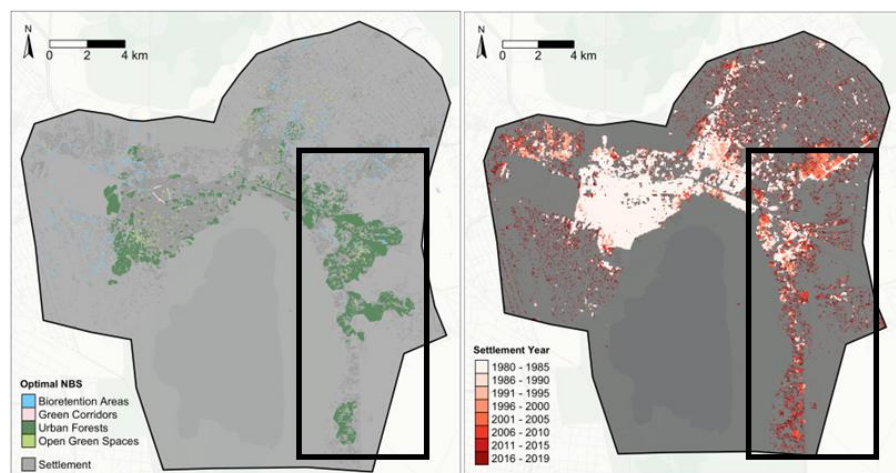 N
0 2 4 km
Optimal NBS
Bioretention Areas
Green Corridors
Urban Forests
Open Green Spaces
Settlement
N
0 2 4 km
Settlement Year
1980 - 1985
1986 - 1990
1991 - 1995
1996 - 2000
2001 - 2005
2006 - 2010
2011 - 2015
2016 - 2019